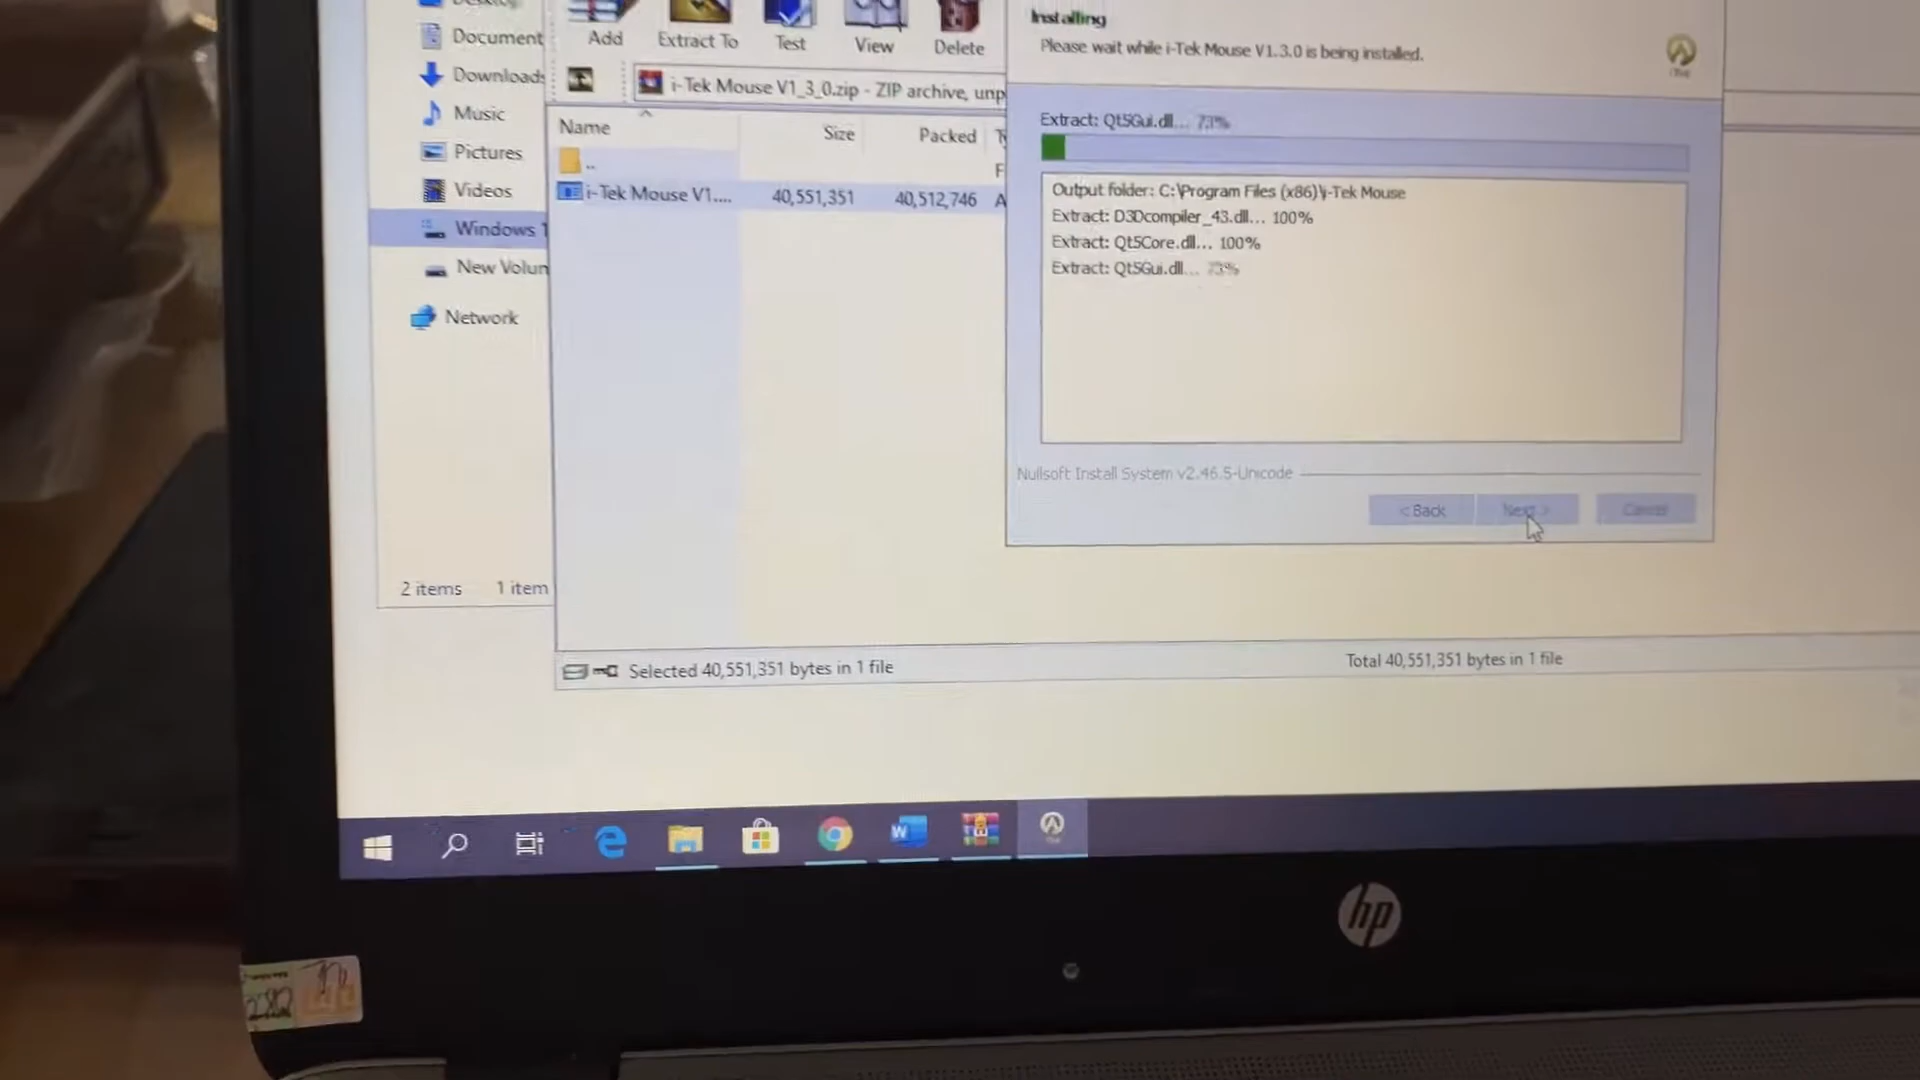 Installing
Please wait while i-Tek Mouse V1.3.0 is being installed.
Add
Extract To
Test
View
Delete
i-Tek Mouse V1_3_0.zip - ZIP archive, unp
Document
Downloads
Music
Pictures
Videos
Windows 1
New Volun
Network
Name
Size
Packed
..
i-Tek Mouse V1....
40,551,351
40,512,746
A
Extract: Qt5Gui.dll... 73%
Output folder: C:\Program Files (x86)\i-Tek Mouse
Extract: D3Dcompiler_43.dll... 100%
Extract: Qt5Core.dll... 100%
Extract: Qt5Gui.dll... 73%
Nullsoft Install System v2.46.5-Unicode
< Back
Next >
Cancel
2 items
1 item
Selected 40,551,351 bytes in 1 file
Total 40,551,351 bytes in 1 file
W
hp